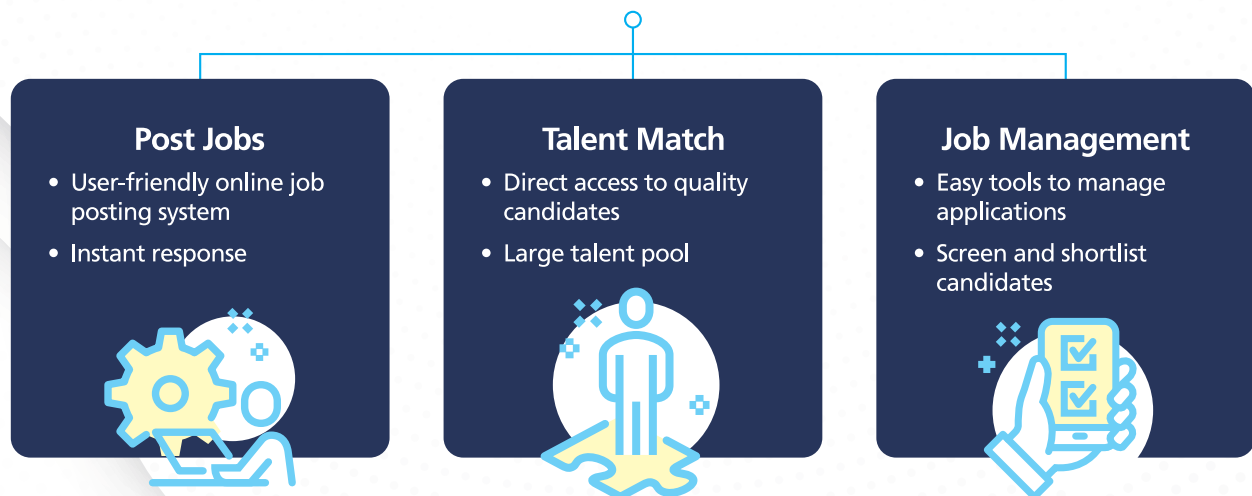 Post Jobs
• User-friendly online job
posting system
• Instant response
Talent Match
• Direct access to quality
candidates
• Large talent pool
Job Management
• Easy tools to manage
applications
• Screen and shortlist
candidates